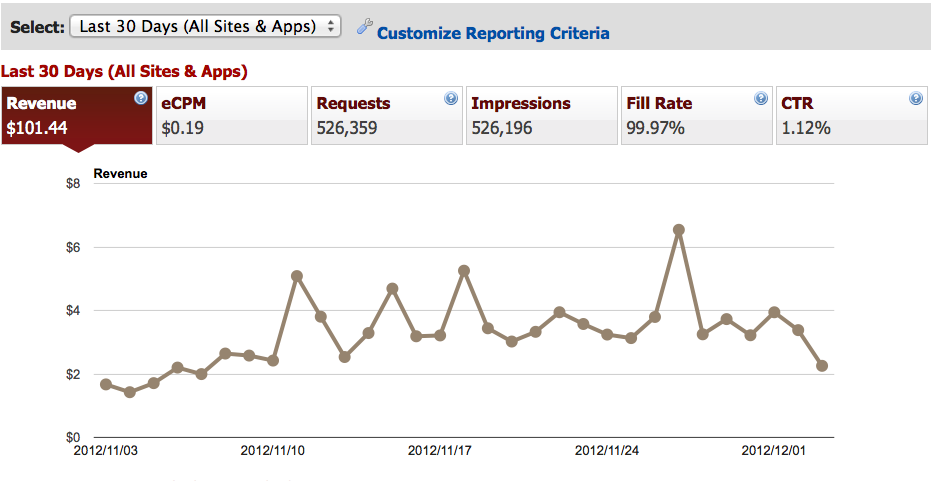 Select: Last 30 Days (All Sites & Apps) Customize Reporting Criteria
Last 30 Days (All Sites & Apps)
Revenue ? eCPM Requests ? Impressions Fill Rate ? CTR ?
$101.44 $0.19 526,359 526,196 99.97% 1.12%
Revenue
$8
$6
$4
$2
$0
2012/11/03 2012/11/10 2012/11/17 2012/11/24 2012/12/01